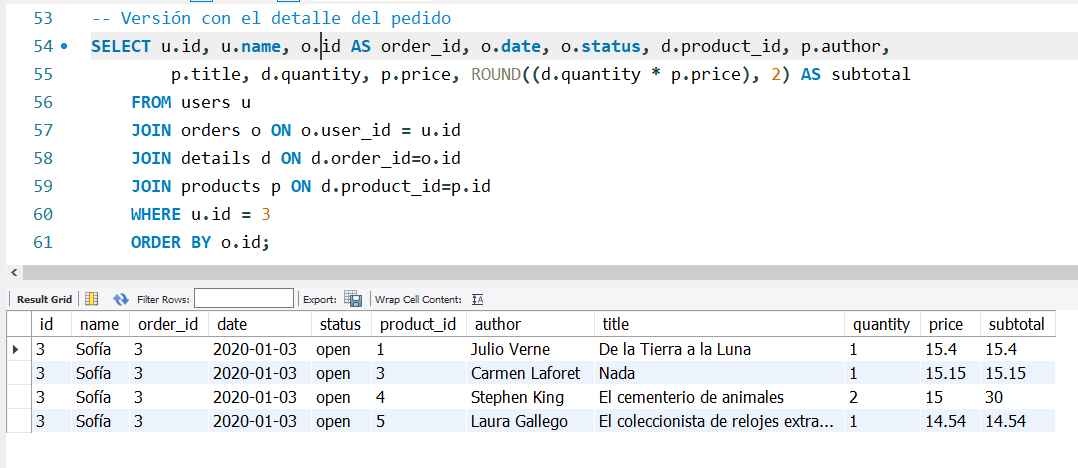 53 -- Versión con el detalle del pedido
54 SELECT u.id, u.name, o.id AS order_id, o.date, o.status, d.product_id, p.author,
55 p.title, d.quantity, p.price, ROUND((d.quantity * p.price), 2) AS subtotal
56 FROM users u
57 JOIN orders o ON o.user_id = u.id
58 JOIN details d ON d.order_id=o.id
59 JOIN products p ON d.product_id=p.id
60 WHERE u.id = 3
61 ORDER BY o.id;
Result Grid Filter Rows: Export: Wrap Cell Content:
id name order_id date status product_id author title quantity price subtotal
3 Sofía 3 2020-01-03 open 1 Julio Verne De la Tierra a la Luna 1 15.4 15.4
3 Sofía 3 2020-01-03 open 3 Carmen Laforet Nada 1 15.15 15.15
3 Sofía 3 2020-01-03 open 4 Stephen King El cementerio de animales 2 15 30
3 Sofía 3 2020-01-03 open 5 Laura Gallego El coleccionista de relojes extra... 1 14.54 14.54